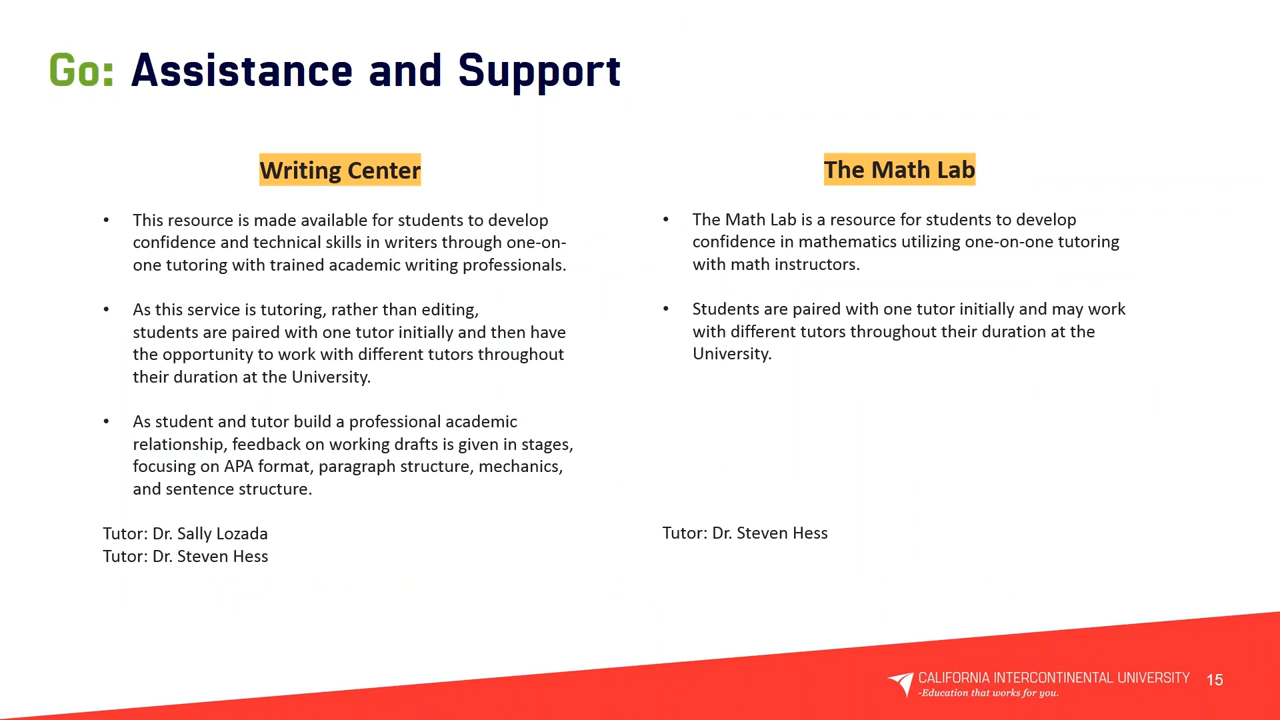 Go: Assistance and Support
Writing Center
• This resource is made available for students to develop
confidence and technical skills in writers through one-on-
one tutoring with trained academic writing professionals.
• As this service is tutoring, rather than editing,
students are paired with one tutor initially and then have
the opportunity to work with different tutors throughout
their duration at the University.
• As student and tutor build a professional academic
relationship, feedback on working drafts is given in stages,
focusing on APA format, paragraph structure, mechanics,
and sentence structure.
Tutor: Dr. Sally Lozada
Tutor: Dr. Steven Hess
The Math Lab
• The Math Lab is a resource for students to develop
confidence in mathematics utilizing one-on-one tutoring
with math instructors.
• Students are paired with one tutor initially and may work
with different tutors throughout their duration at the
University.
Tutor: Dr. Steven Hess
CALIFORNIA INTERCONTINENTAL UNIVERSITY
-Education that works for you.
15